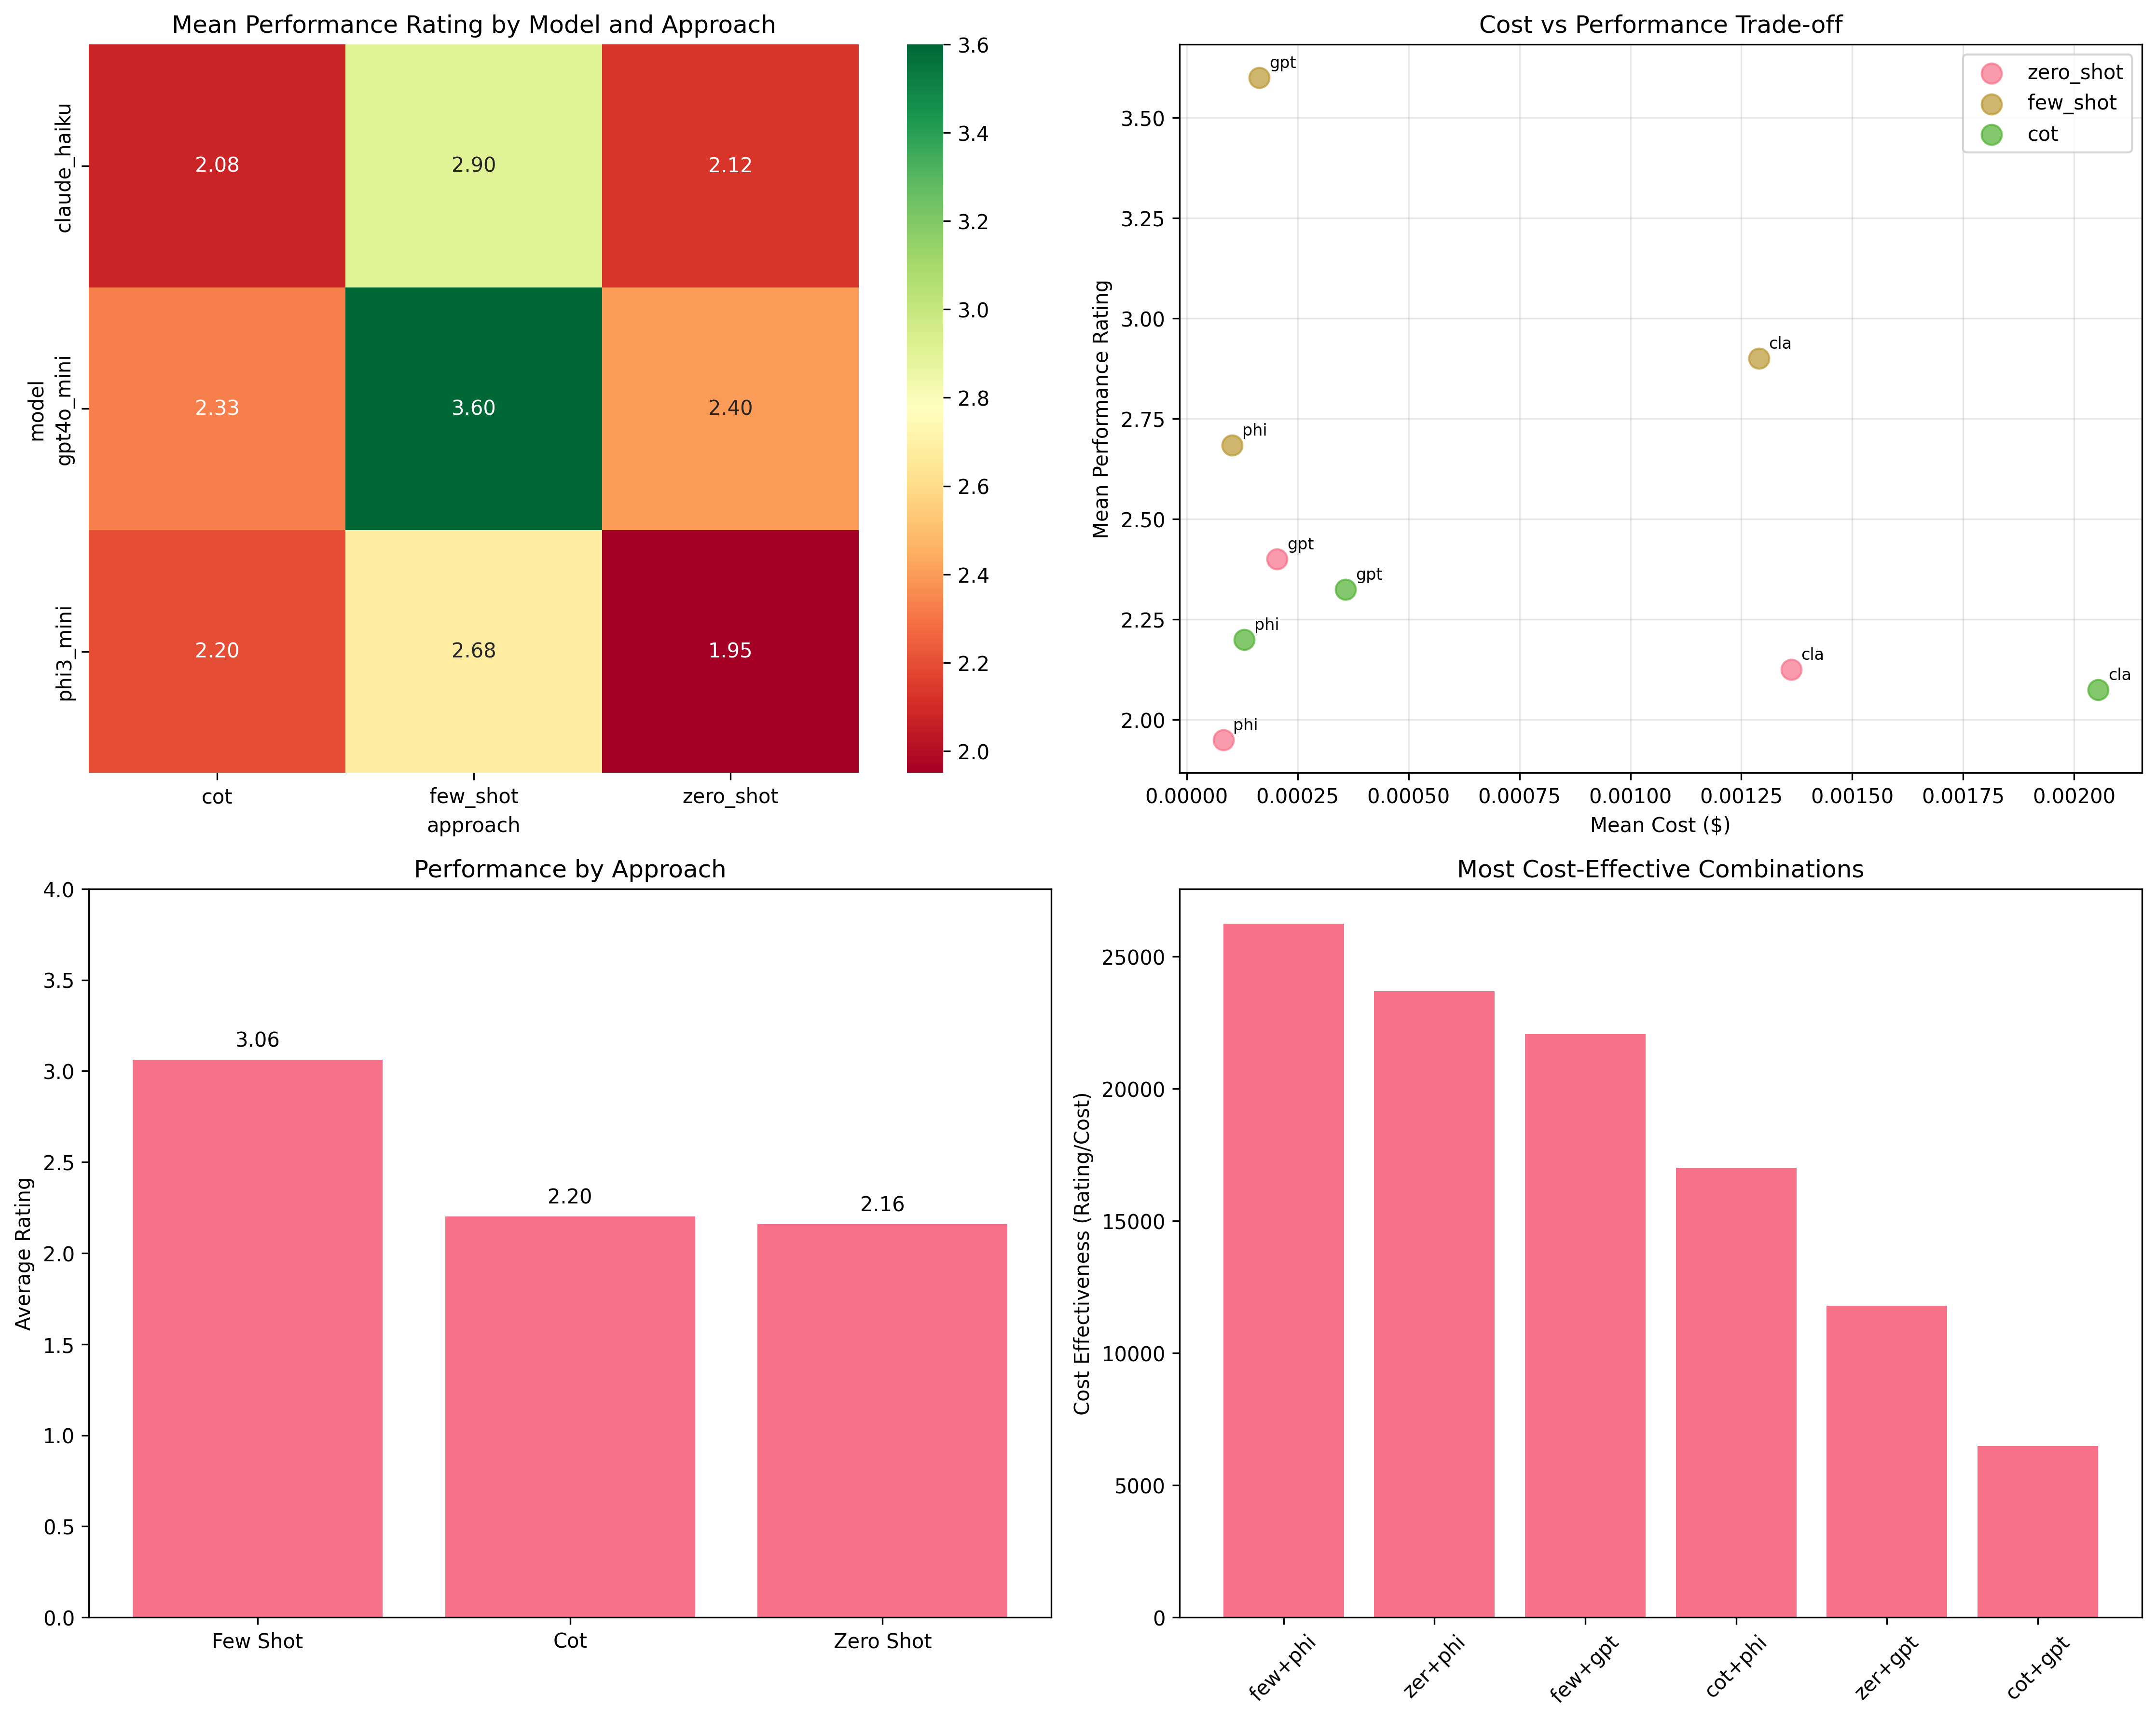 Mean Performance Rating by Model and Approach
model
claude_haiku
gpt4o_mini
phi3_mini
2.08 2.90 2.12
2.33 3.60 2.40
2.20 2.68 1.95
cot few_shot zero_shot
approach
3.6
3.4
3.2
3.0
2.8
2.6
2.4
2.2
2.0
Cost vs Performance Trade-off
Mean Performance Rating
3.50
3.25
3.00
2.75
2.50
2.25
2.00
gpt
cla
phi
gpt
gpt
phi
cla
cla
phi
zero_shot
few_shot
cot
0.00000 0.00025 0.00050 0.00075 0.00100 0.00125 0.00150 0.00175 0.00200
Mean Cost ($)
Performance by Approach
Average Rating
4.0
3.5
3.0
2.5
2.0
1.5
1.0
0.5
0.0
3.06
2.20
2.16
Few Shot Cot Zero Shot
Most Cost-Effective Combinations
Cost Effectiveness (Rating/Cost)
25000
20000
15000
10000
5000
0
few+phi zer+phi few+gpt cot+phi zer+gpt cot+gpt